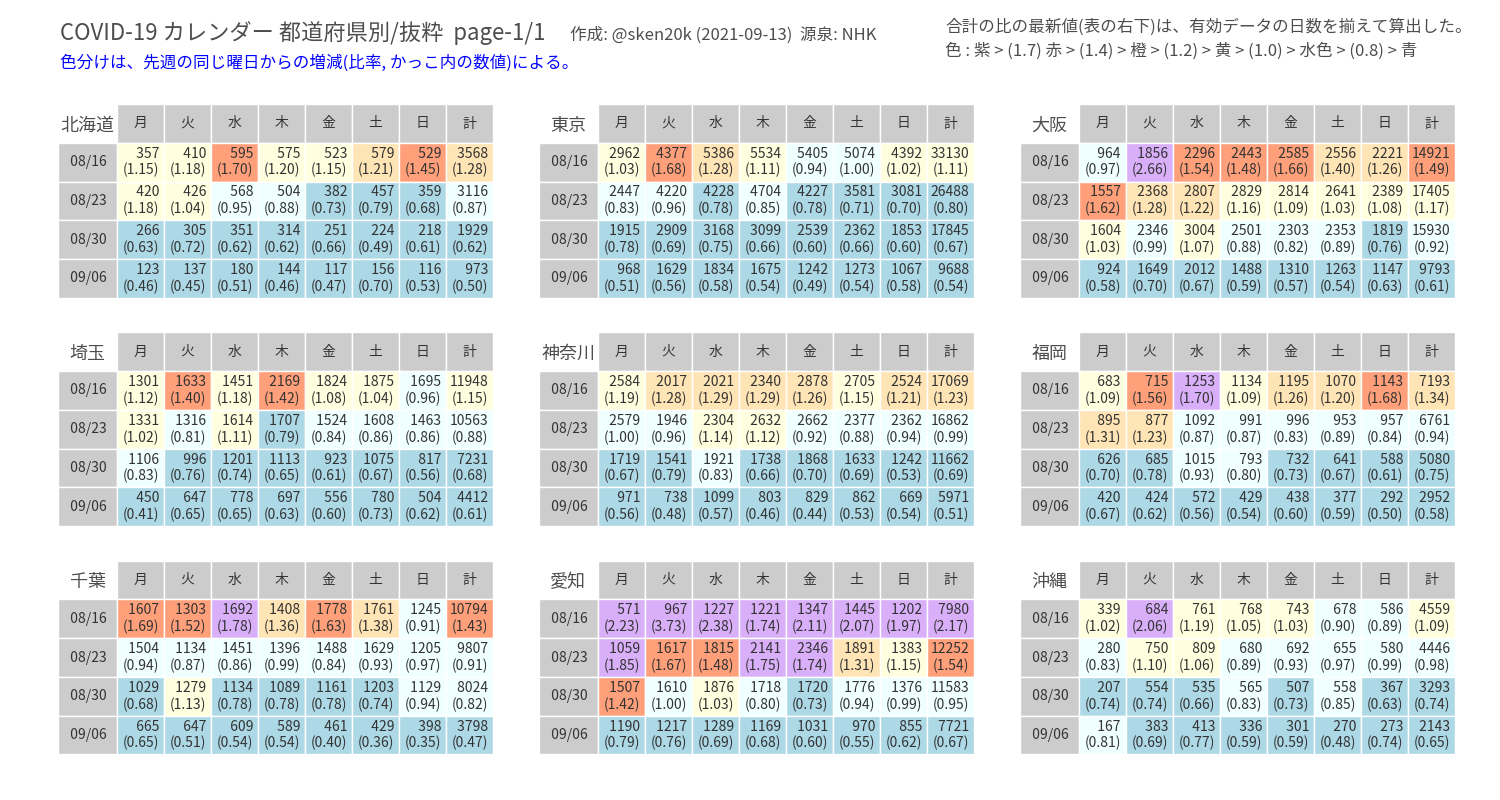 COVID-19 カレンダー 都道府県別/抜粋 page-1/1 作成: @sken20k (2021-09-13) 源泉: NHK
色分けは、先週の同じ曜日からの増減(比率, かっこ内の数値)による。
合計の比の最新値(表の右下)は、有効データの日数を揃えて算出した。
色 : 紫 > (1.7) 赤 > (1.4) > 橙 > (1.2) > 黄 > (1.0) > 水色 > (0.8) > 青
北海道 月 火 水 木 金 土 日 計
08/16 357 410 595 575 523 579 529 3568
(1.15) (1.18) (1.70) (1.20) (1.15) (1.21) (1.45) (1.28)
08/23 420 426 568 504 382 457 359 3116
(1.18) (1.04) (0.95) (0.88) (0.73) (0.79) (0.68) (0.87)
08/30 266 305 351 314 251 224 218 1929
(0.63) (0.72) (0.62) (0.62) (0.66) (0.49) (0.61) (0.62)
09/06 123 137 180 144 117 156 116 973
(0.46) (0.45) (0.51) (0.46) (0.47) (0.70) (0.53) (0.50)
東京 月 火 水 木 金 土 日 計
08/16 2962 4377 5386 5534 5405 5074 4392 33130
(1.03) (1.68) (1.28) (1.11) (0.94) (1.00) (1.02) (1.11)
08/23 2447 4220 4228 4704 4227 3581 3081 26488
(0.83) (0.96) (0.78) (0.85) (0.78) (0.71) (0.70) (0.80)
08/30 1915 2909 3168 3099 2539 2362 1853 17845
(0.78) (0.69) (0.75) (0.66) (0.60) (0.66) (0.60) (0.67)
09/06 968 1629 1834 1675 1242 1273 1067 9688
(0.51) (0.56) (0.58) (0.54) (0.49) (0.54) (0.58) (0.54)
大阪 月 火 水 木 金 土 日 計
08/16 964 1856 2296 2443 2585 2556 2221 14921
(0.97) (2.66) (1.54) (1.48) (1.66) (1.40) (1.26) (1.49)
08/23 1557 2368 2807 2829 2814 2641 2389 17405
(1.62) (1.28) (1.22) (1.16) (1.09) (1.03) (1.08) (1.17)
08/30 1604 2346 3004 2501 2303 2353 1819 15930
(1.03) (0.99) (1.07) (0.88) (0.82) (0.89) (0.76) (0.92)
09/06 924 1649 2012 1488 1310 1263 1147 9793
(0.58) (0.70) (0.67) (0.59) (0.57) (0.54) (0.63) (0.61)
埼玉 月 火 水 木 金 土 日 計
08/16 1301 1633 1451 2169 1824 1875 1695 11948
(1.12) (1.40) (1.18) (1.42) (1.08) (1.04) (0.96) (1.15)
08/23 1331 1316 1614 1707 1524 1608 1463 10563
(1.02) (0.81) (1.11) (0.79) (0.84) (0.86) (0.86) (0.88)
08/30 1106 996 1201 1113 923 1075 817 7231
(0.83) (0.76) (0.74) (0.65) (0.61) (0.67) (0.56) (0.68)
09/06 450 647 778 697 556 780 504 4412
(0.41) (0.65) (0.65) (0.63) (0.60) (0.73) (0.62) (0.61)
神奈川 月 火 水 木 金 土 日 計
08/16 2584 2017 2021 2340 2878 2705 2524 17069
(1.19) (1.28) (1.29) (1.29) (1.26) (1.15) (1.21) (1.23)
08/23 2579 1946 2304 2632 2662 2377 2362 16862
(1.00) (0.96) (1.14) (1.12) (0.92) (0.88) (0.94) (0.99)
08/30 1719 1541 1921 1738 1868 1633 1242 11662
(0.67) (0.79) (0.83) (0.66) (0.70) (0.69) (0.53) (0.69)
09/06 971 738 1099 803 829 862 669 5971
(0.56) (0.48) (0.57) (0.46) (0.44) (0.53) (0.54) (0.51)
福岡 月 火 水 木 金 土 日 計
08/16 683 715 1253 1134 1195 1070 1143 7193
(1.09) (1.56) (1.70) (1.09) (1.26) (1.20) (1.68) (1.34)
08/23 895 877 1092 991 996 953 957 6761
(1.31) (1.23) (0.87) (0.87) (0.83) (0.89) (0.84) (0.94)
08/30 626 685 1015 793 732 641 588 5080
(0.70) (0.78) (0.93) (0.80) (0.73) (0.67) (0.61) (0.75)
09/06 420 424 572 429 438 377 292 2952
(0.67) (0.62) (0.56) (0.54) (0.60) (0.59) (0.50) (0.58)
千葉 月 火 水 木 金 土 日 計
08/16 1607 1303 1692 1408 1778 1761 1245 10794
(1.69) (1.52) (1.78) (1.36) (1.63) (1.38) (0.91) (1.43)
08/23 1504 1134 1451 1396 1488 1629 1205 9807
(0.94) (0.87) (0.86) (0.99) (0.84) (0.93) (0.97) (0.91)
08/30 1029 1279 1134 1089 1161 1203 1129 8024
(0.68) (1.13) (0.78) (0.78) (0.78) (0.74) (0.94) (0.82)
09/06 665 647 609 589 461 429 398 3798
(0.65) (0.51) (0.54) (0.54) (0.40) (0.36) (0.35) (0.47)
愛知 月 火 水 木 金 土 日 計
08/16 571 967 1227 1221 1347 1445 1202 7980
(2.23) (3.73) (2.38) (1.74) (2.11) (2.07) (1.97) (2.17)
08/23 1059 1617 1815 2141 2346 1891 1383 12252
(1.85) (1.67) (1.48) (1.75) (1.74) (1.31) (1.15) (1.54)
08/30 1507 1610 1876 1718 1720 1776 1376 11583
(1.42) (1.00) (1.03) (0.80) (0.73) (0.94) (0.99) (0.95)
09/06 1190 1217 1289 1169 1031 970 855 7721
(0.79) (0.76) (0.69) (0.68) (0.60) (0.55) (0.62) (0.67)
沖縄 月 火 水 木 金 土 日 計
08/16 339 684 761 768 743 678 586 4559
(1.02) (2.06) (1.19) (1.05) (1.03) (0.90) (0.89) (1.09)
08/23 280 750 809 680 692 655 580 4446
(0.83) (1.10) (1.06) (0.89) (0.93) (0.97) (0.99) (0.98)
08/30 207 554 535 565 507 558 367 3293
(0.74) (0.74) (0.66) (0.83) (0.73) (0.85) (0.63) (0.74)
09/06 167 383 413 336 301 270 273 2143
(0.81) (0.69) (0.77) (0.59) (0.59) (0.48) (0.74) (0.65)